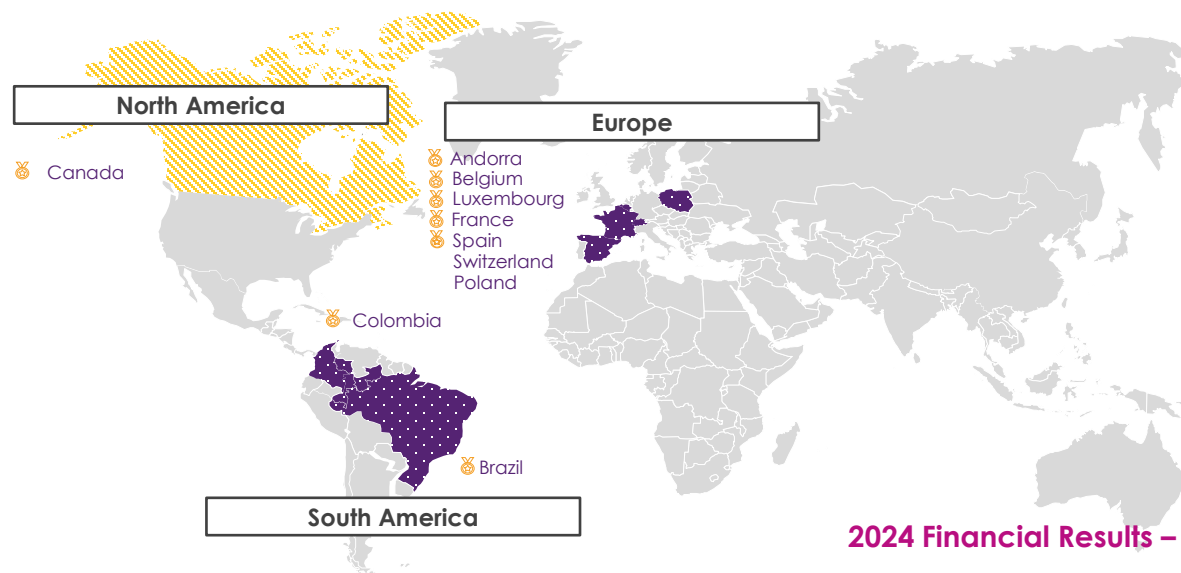 North America
Canada
Europe
Andorra
Belgium
Luxembourg
France
Spain
Switzerland
Poland
Colombia
Brazil
South America
2024 Financial Results –